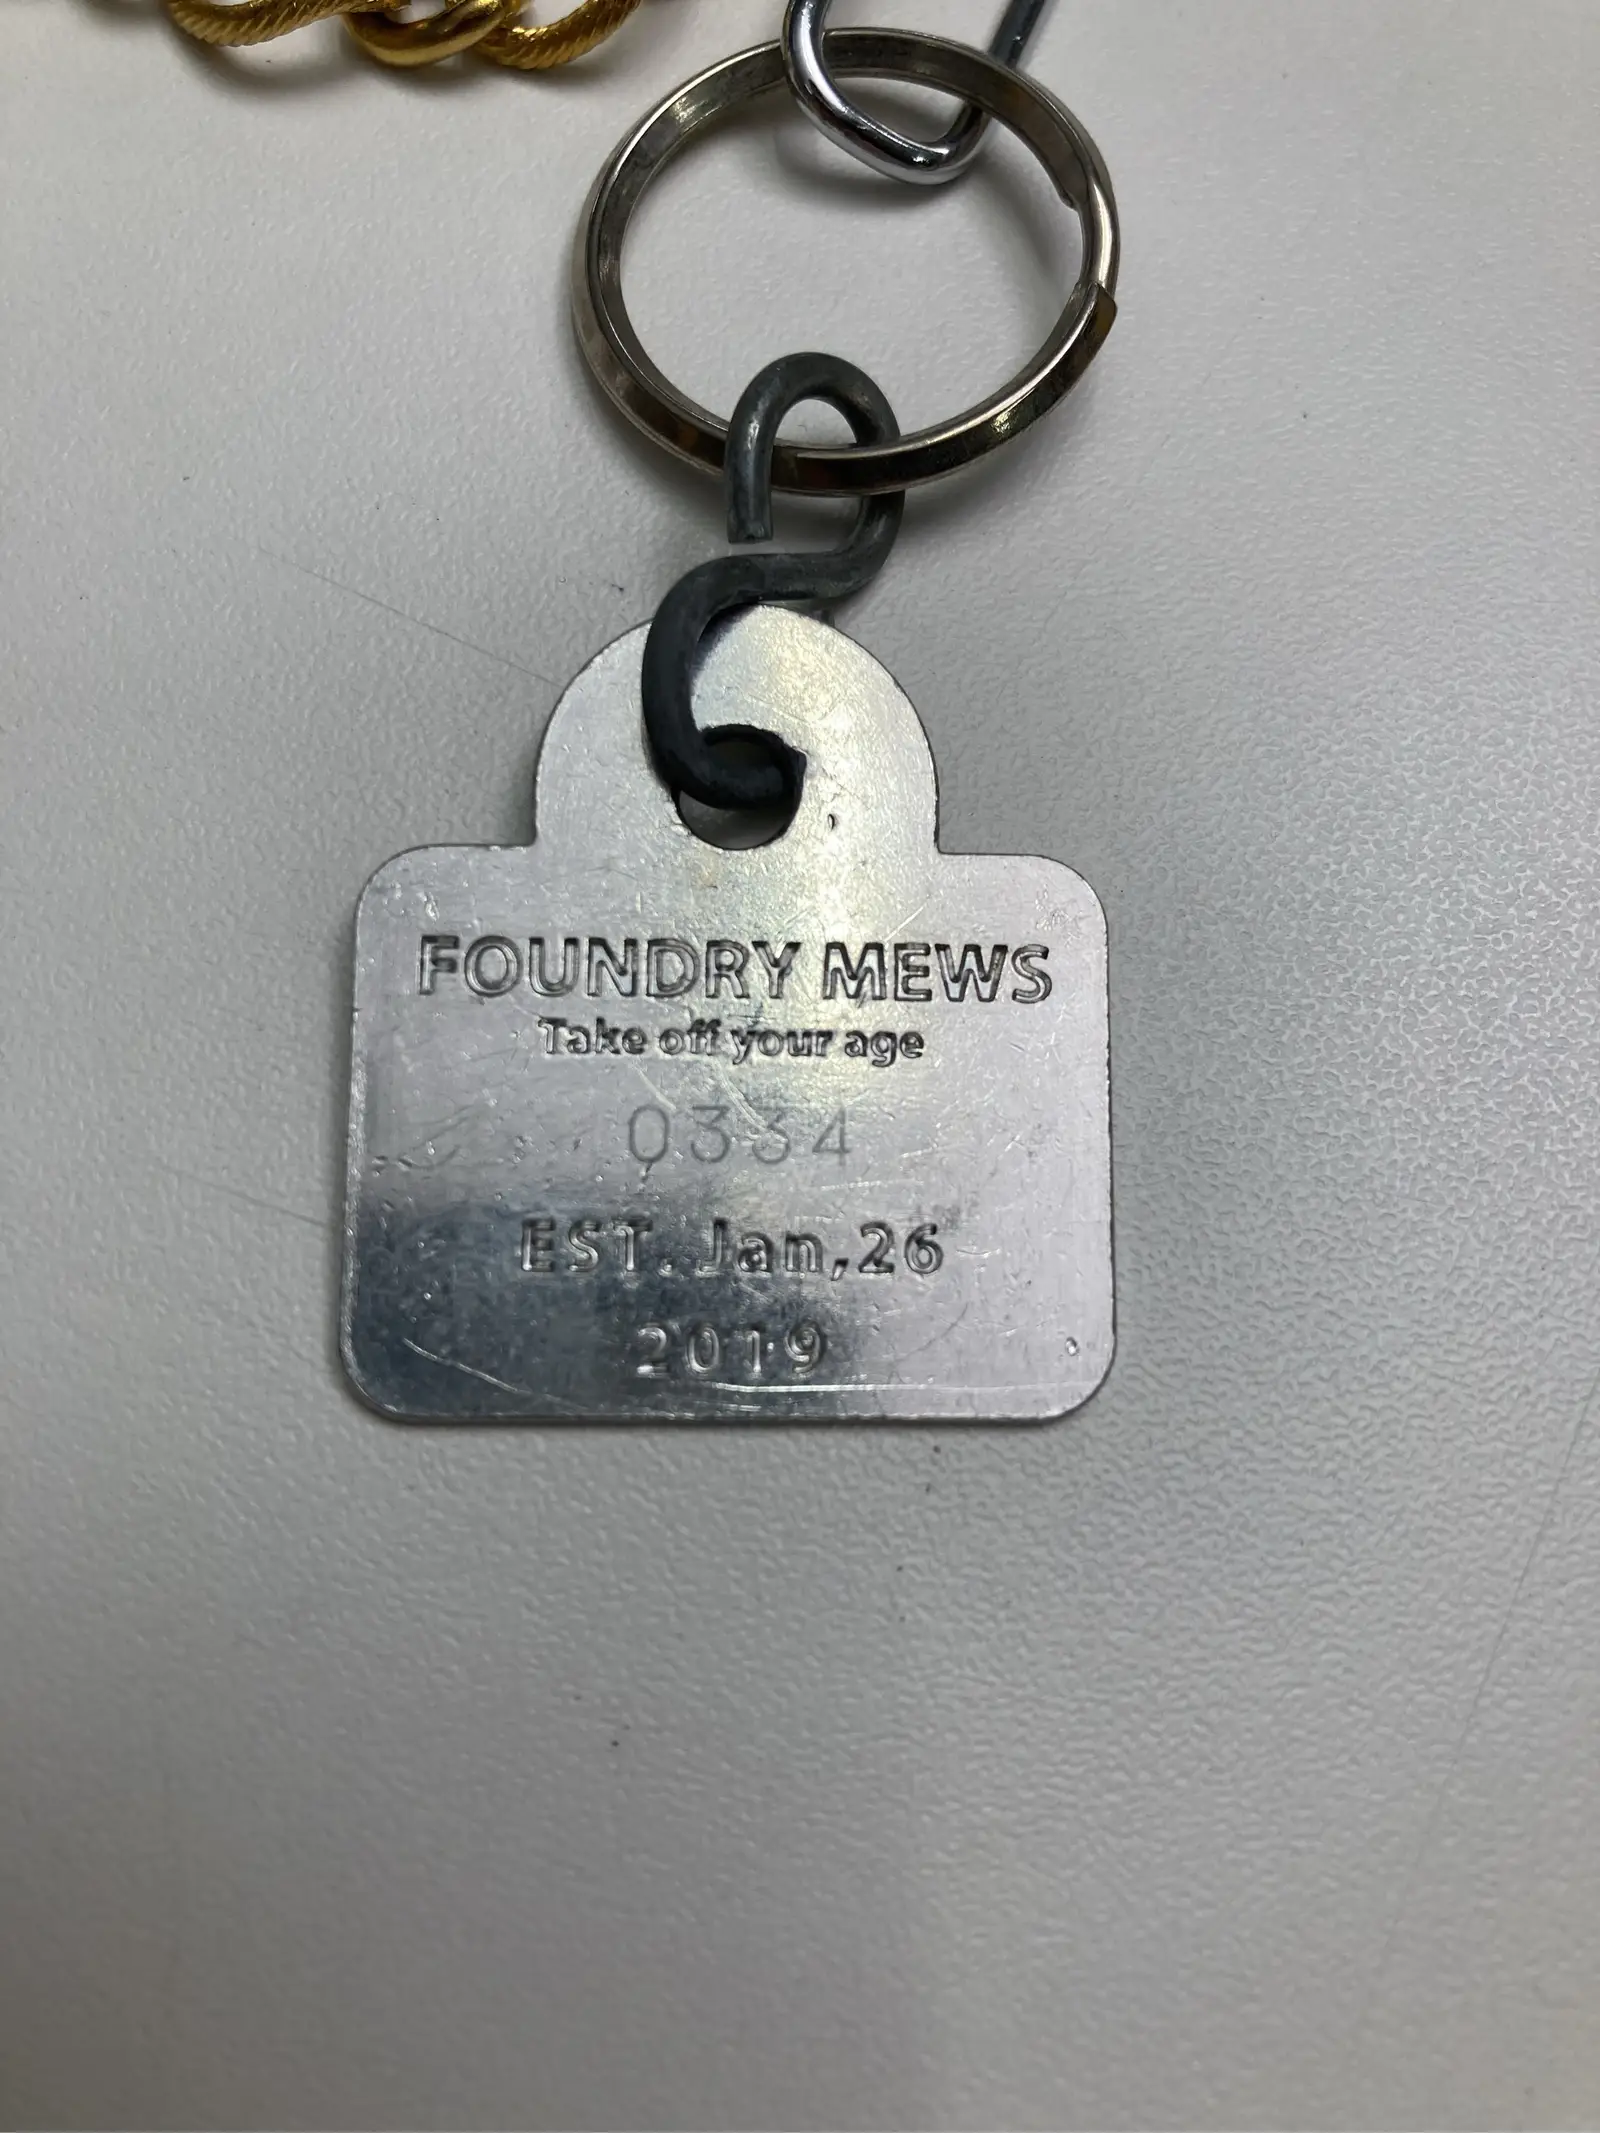 FOUNDRY MEWS
Take off your age
0334
EST. Jan,26
2019